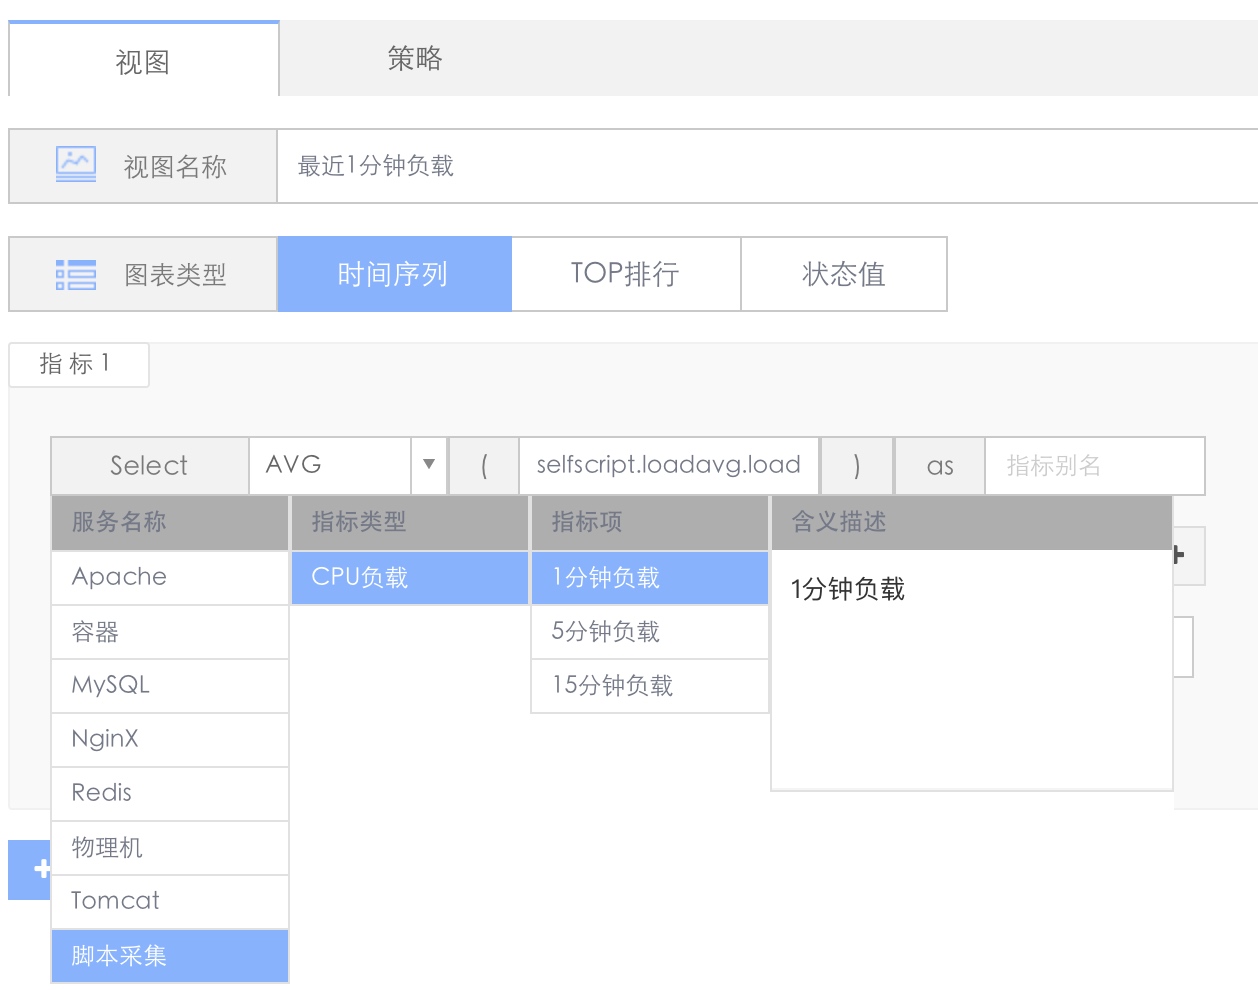 视图 策略
视图名称 最近1分钟负载
图表类型 时间序列 TOP排行 状态值
指 标 1
Select AVG ( selfscript.loadavg.load ) as 指标别名
服务名称 指标类型 指标项 含义描述
Apache CPU负载 1分钟负载 1分钟负载
容器 5分钟负载
MySQL 15分钟负载
NginX
Redis
物理机
Tomcat
脚本采集